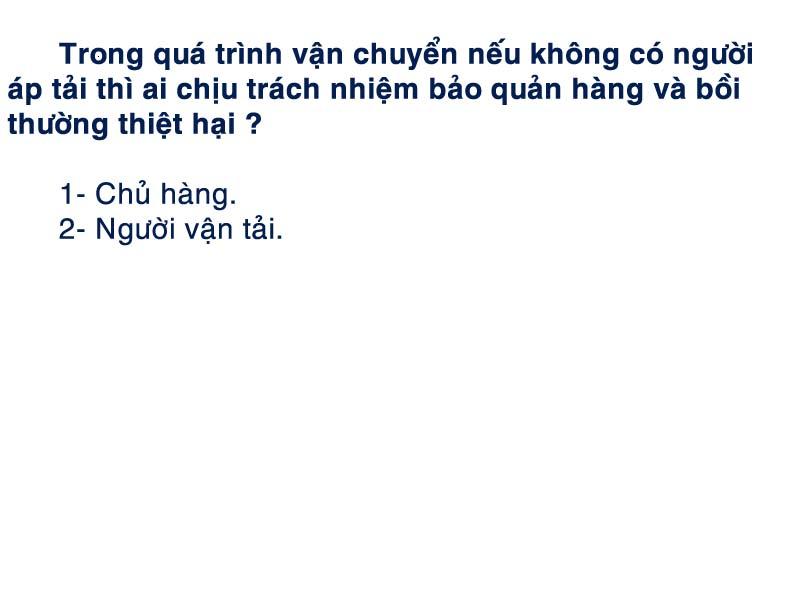 Trong quá trình vận chuyển nếu không có người
áp tải thì ai chịu trách nhiệm bảo quản hàng và bồi
thường thiệt hại ?
1- Chủ hàng.
2- Người vận tải.